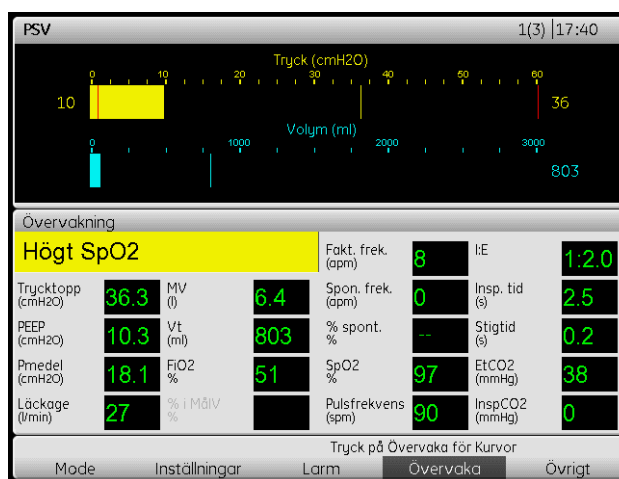 PSV 1(3) |17:40
Tryck (cmH2O)
0 10 20 30 40 50 60
10 36
Volym (ml)
0 1000 2000 3000
803
Övervakning
Högt SpO2
Fakt. frek. (apm) 8 I:E 1:2.0
Trycktopp (cmH2O) 36.3 MV (l) 6.4 Spon. frek. (apm) 0 Insp. tid (s) 2.5
PEEP (cmH2O) 10.3 Vt (ml) 803 % spont. % -- Stigtid (s) 0.2
Pmedel (cmH2O) 18.1 FiO2 % 51 SpO2 % 97 EtCO2 (mmHg) 38
Läckage (l/min) 27 % i MålV % Pulsfrekvens (spm) 90 InspCO2 (mmHg) 0
Tryck på Övervaka för Kurvor
Mode Inställningar Larm Övervaka Övrigt